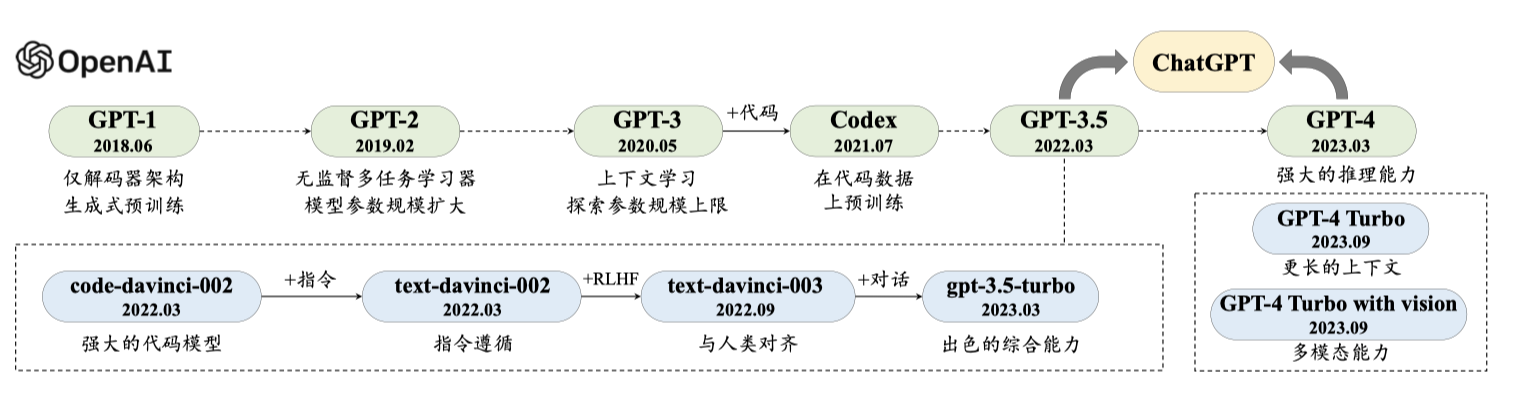 OpenAI
ChatGPT
GPT-1
2018.06
仅解码器架构
生成式预训练
GPT-2
2019.02
无监督多任务学习器
模型参数规模扩大
GPT-3
2020.05
上下文学习
探索参数规模上限
+代码
Codex
2021.07
在代码数据
上预训练
GPT-3.5
2022.03
GPT-4
2023.03
强大的推理能力
code-davinci-002
2022.03
强大的代码模型
+指令
text-davinci-002
2022.03
指令遵循
+RLHF
text-davinci-003
2022.09
与人类对齐
+对话
gpt-3.5-turbo
2023.03
出色的综合能力
GPT-4 Turbo
2023.09
更长的上下文
GPT-4 Turbo with vision
2023.09
多模态能力